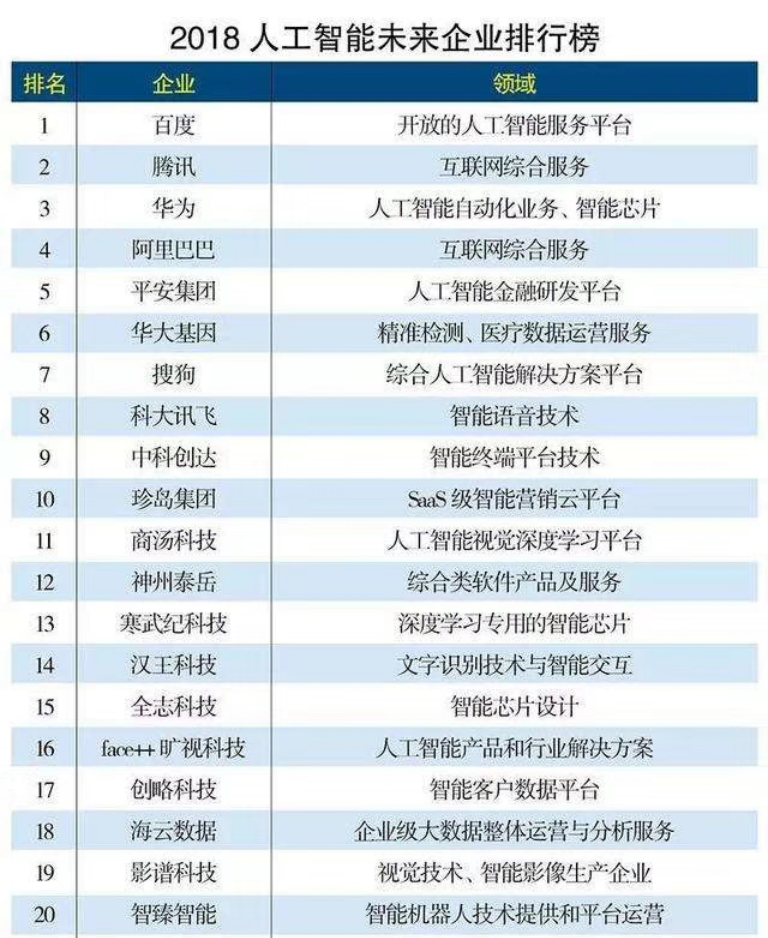 2018 人工智能未来企业排行榜
排名 企业 领域
1 百度 开放的人工智能服务平台
2 腾讯 互联网综合服务
3 华为 人工智能自动化业务、智能芯片
4 阿里巴巴 互联网综合服务
5 平安集团 人工智能金融研发平台
6 华大基因 精准检测、医疗数据运营服务
7 搜狗 综合人工智能解决方案平台
8 科大讯飞 智能语音技术
9 中科创达 智能终端平台技术
10 珍岛集团 SaaS 级智能营销云平台
11 商汤科技 人工智能视觉深度学习平台
12 神州泰岳 综合类软件产品及服务
13 寒武纪科技 深度学习专用的智能芯片
14 汉王科技 文字识别技术与智能交互
15 全志科技 智能芯片设计
16 face++ 旷视科技 人工智能产品和行业解决方案
17 创略科技 智能客户数据平台
18 海云数据 企业级大数据整体运营与分析服务
19 影谱科技 视觉技术、智能影像生产企业
20 智臻智能 智能机器人技术提供和平台运营